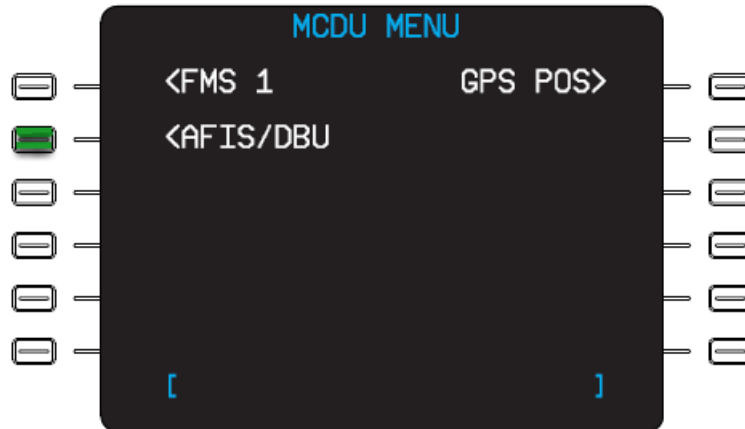 MCDU MENU
<FMS 1 GPS POS>
<AFIS/DBU
[ ]